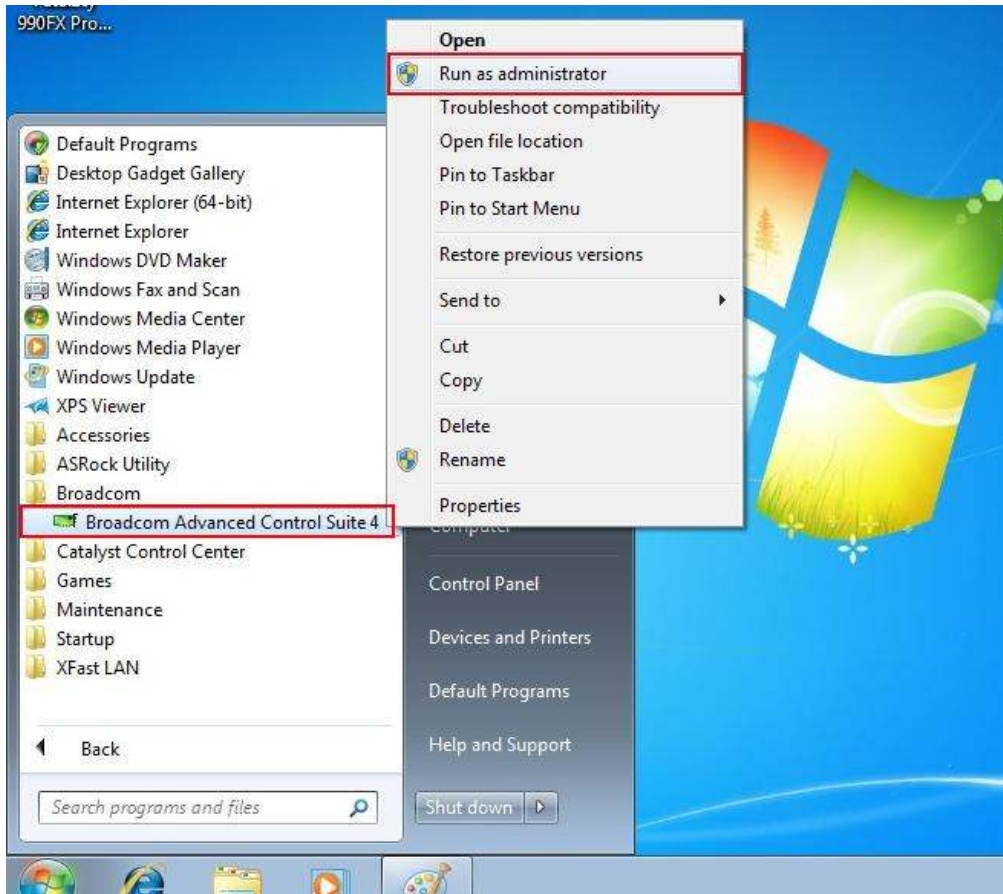 990FX Pro...
Open
Run as administrator
Troubleshoot compatibility
Open file location
Pin to Taskbar
Pin to Start Menu
Restore previous versions
Send to
Cut
Copy
Delete
Rename
Properties
Default Programs
Desktop Gadget Gallery
Internet Explorer (64-bit)
Internet Explorer
Windows DVD Maker
Windows Fax and Scan
Windows Media Center
Windows Media Player
Windows Update
XPS Viewer
Accessories
ASRock Utility
Broadcom
Broadcom Advanced Control Suite 4
Catalyst Control Center
Games
Maintenance
Startup
XFast LAN
Back
Search programs and files
Computer
Control Panel
Devices and Printers
Default Programs
Help and Support
Shut down